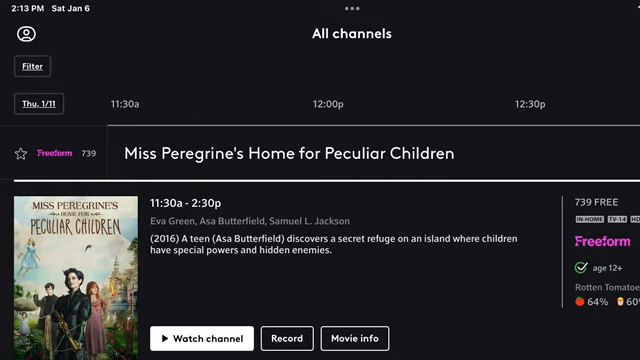 2:13 PM Sat Jan 6
All channels
Filter
Thu, 1/11
11:30a 12:00p 12:30p
Freeform 739
Miss Peregrine's Home for Peculiar Children
MISS PEREGRINE'S
HOME FOR
PECULIAR CHILDREN
11:30a - 2:30p
Eva Green, Asa Butterfield, Samuel L. Jackson
(2016) A teen (Asa Butterfield) discovers a secret refuge on an island where children
have special powers and hidden enemies.
Watch channel
Record
Movie info
739 FREE
IN-HOME TV-14 HD
Freeform
age 12+
Rotten Tomatoe
64% 60%